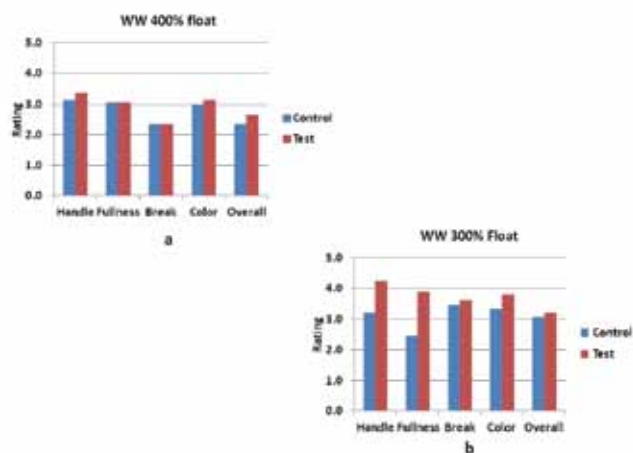 WW 400% float
5.0
4.0
3.0
2.0
1.0
0.0
Rating
Control
Test
Handle Fullness Break Color Overall
a
WW 300% Float
5.0
4.0
3.0
2.0
1.0
0.0
Rating
Control
Test
Handle Fullness Break Color Overall
b